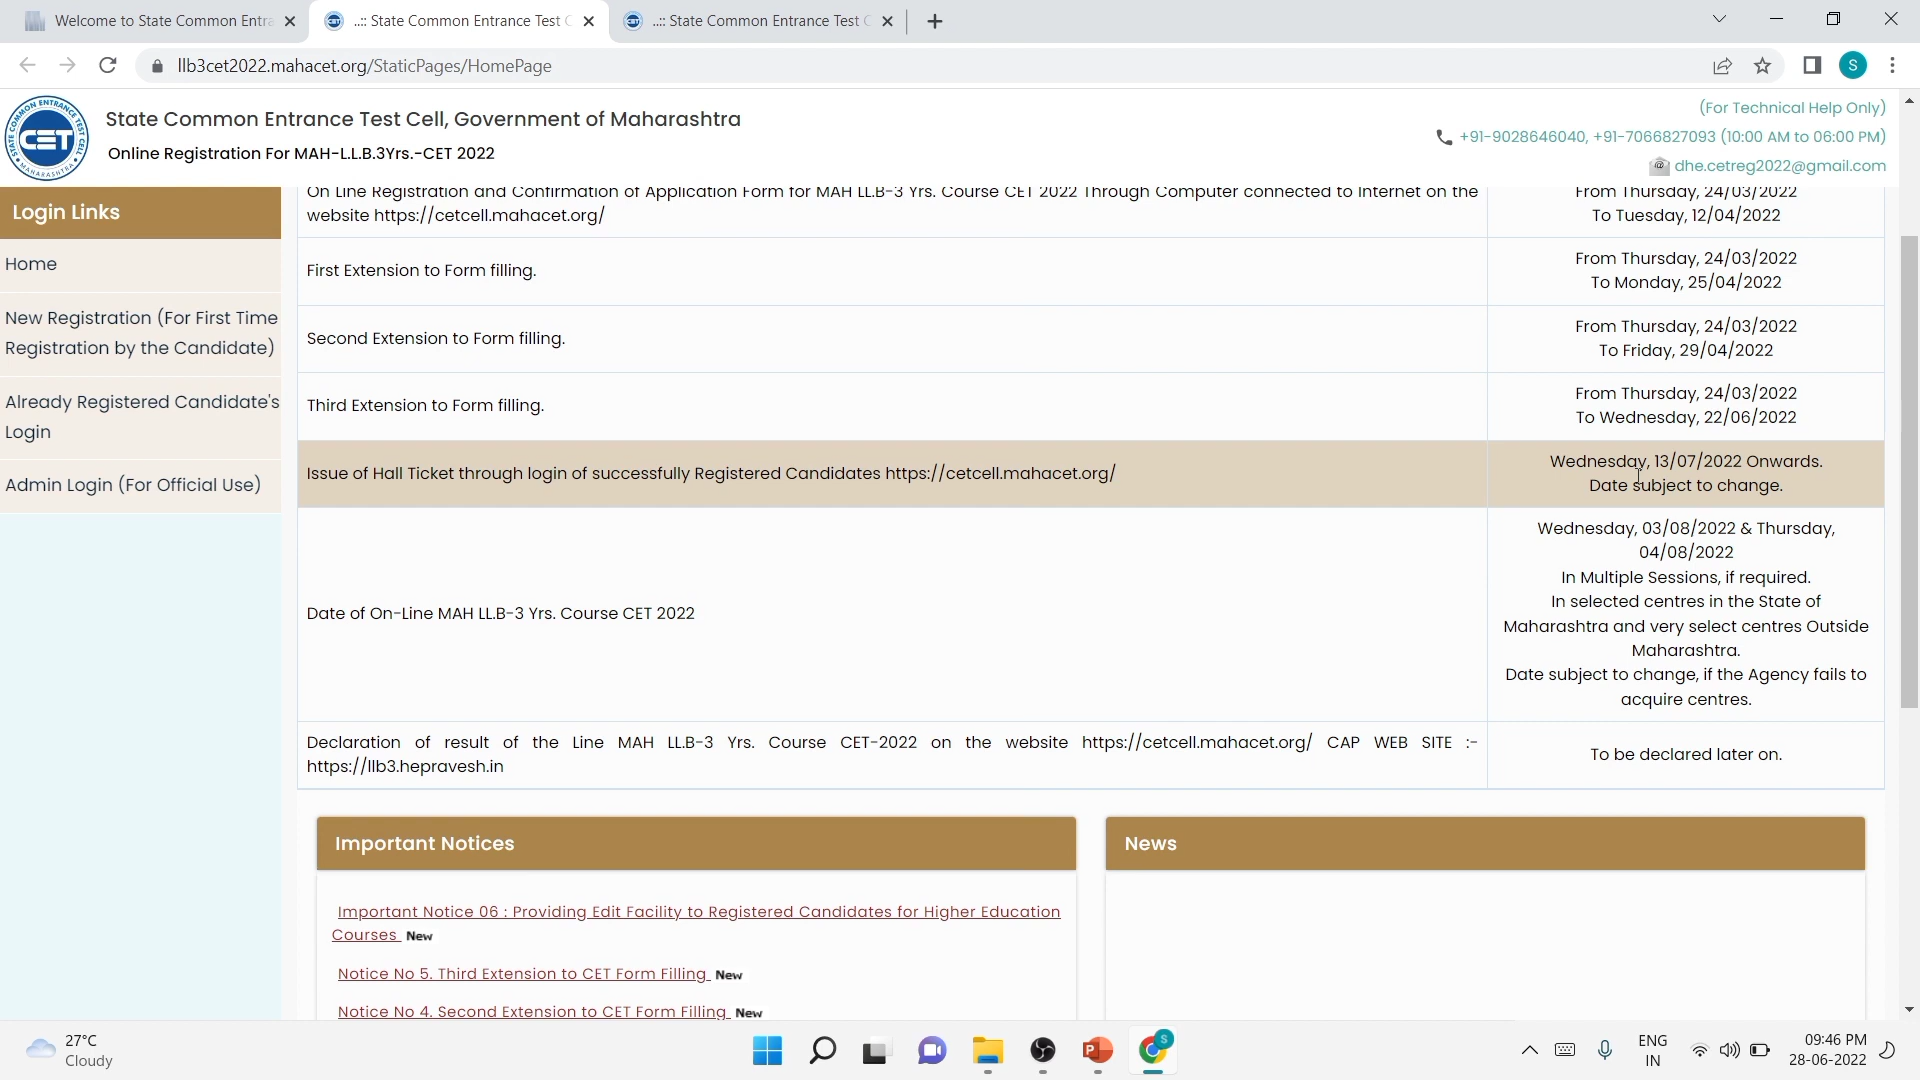 Welcome to State Common Entra
..:: State Common Entrance Test C
..:: State Common Entrance Test C
llb3cet2022.mahacet.org/StaticPages/HomePage
S
STATE COMMON ENTRANCE TEST CELL
CET
MAHARASHTRA
State Common Entrance Test Cell, Government of Maharashtra
Online Registration For MAH-L.L.B.3Yrs.-CET 2022
(For Technical Help Only)
+91-9028646040, +91-7066827093 (10:00 AM to 06:00 PM)
dhe.cetreg2022@gmail.com
Login Links
Home
New Registration (For First Time
Registration by the Candidate)
Already Registered Candidate's
Login
Admin Login (For Official Use)
On Line Registration and Confirmation of Application Form for MAH LL.B-3 Yrs. Course CET 2022 Through Computer connected to Internet on the
website https://cetcell.mahacet.org/
From Thursday, 24/03/2022
To Tuesday, 12/04/2022
First Extension to Form filling.
From Thursday, 24/03/2022
To Monday, 25/04/2022
Second Extension to Form filling.
From Thursday, 24/03/2022
To Friday, 29/04/2022
Third Extension to Form filling.
From Thursday, 24/03/2022
To Wednesday, 22/06/2022
Issue of Hall Ticket through login of successfully Registered Candidates https://cetcell.mahacet.org/
Wednesday, 13/07/2022 Onwards.
Date subject to change.
Date of On-Line MAH LL.B-3 Yrs. Course CET 2022
Wednesday, 03/08/2022 & Thursday,
04/08/2022
In Multiple Sessions, if required.
In selected centres in the State of
Maharashtra and very select centres Outside
Maharashtra.
Date subject to change, if the Agency fails to
acquire centres.
Declaration of result of the Line MAH LL.B-3 Yrs. Course CET-2022 on the website https://cetcell.mahacet.org/ CAP WEB SITE :-
https://llb3.hepravesh.in
To be declared later on.
Important Notices
News
Important Notice 06 : Providing Edit Facility to Registered Candidates for Higher Education
Courses New
Notice No 5. Third Extension to CET Form Filling New
Notice No 4. Second Extension to CET Form Filling New
27°C
Cloudy
P
S
ENG
IN
09:46 PM
28-06-2022